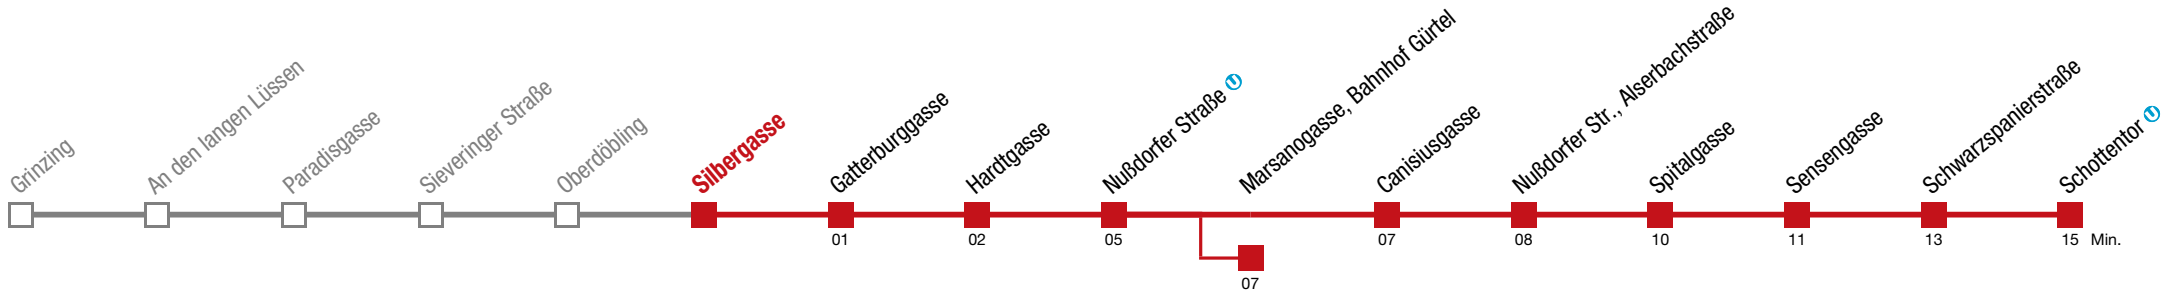 Grinzing
An den langen Lüssen
Paradisgasse
Sieveringer Straße
Oberdöbling
Silbergasse
Gatterburggasse
Hardtgasse
Nußdorfer Straße U
Marsanogasse, Bahnhof Gürtel
Canisiusgasse
Nußdorfer Str., Alserbachstraße
Spitalgasse
Sensengasse
Schwarzspanierstraße
Schottentor U
01 02 05 07 08 10 11 13 15 Min.
07